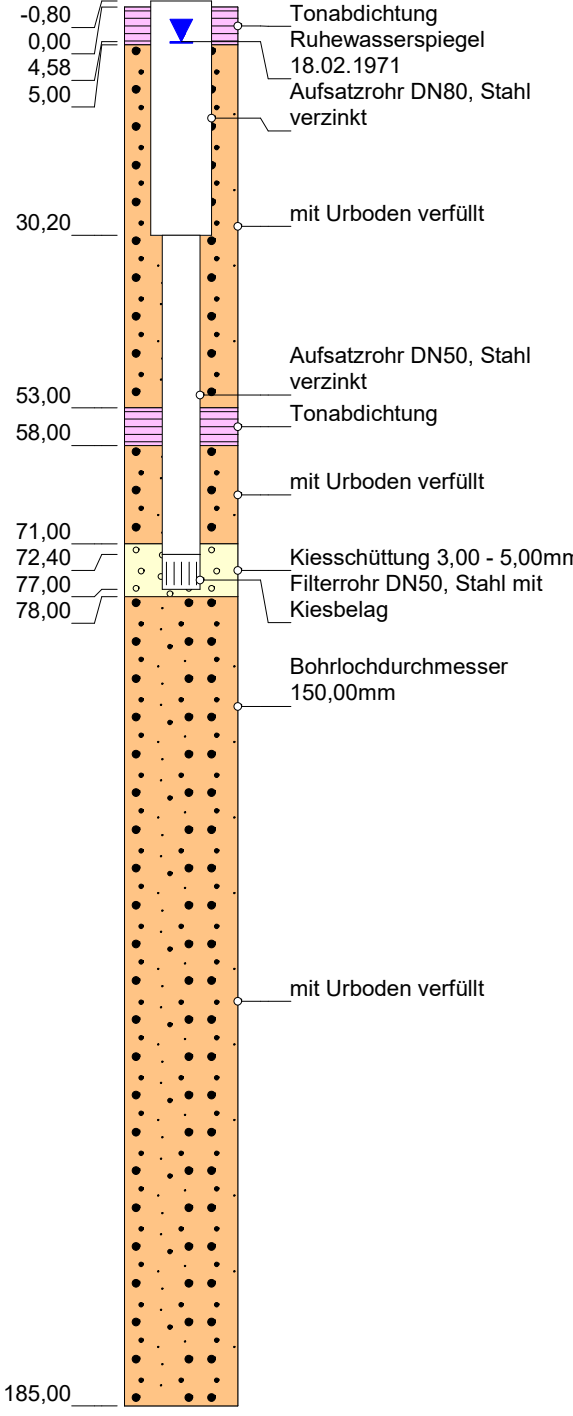 -0,80
0,00
4,58
5,00
30,20
53,00
58,00
71,00
72,40
77,00
78,00
185,00
Tonabdichtung
Ruhewasserspiegel
18.02.1971
Aufsatzrohr DN80, Stahl
verzinkt
mit Urboden verfüllt
Aufsatzrohr DN50, Stahl
verzinkt
Tonabdichtung
mit Urboden verfüllt
Kiesschüttung 3,00 - 5,00mm
Filterrohr DN50, Stahl mit
Kiesbelag
Bohrlochdurchmesser
150,00mm
mit Urboden verfüllt